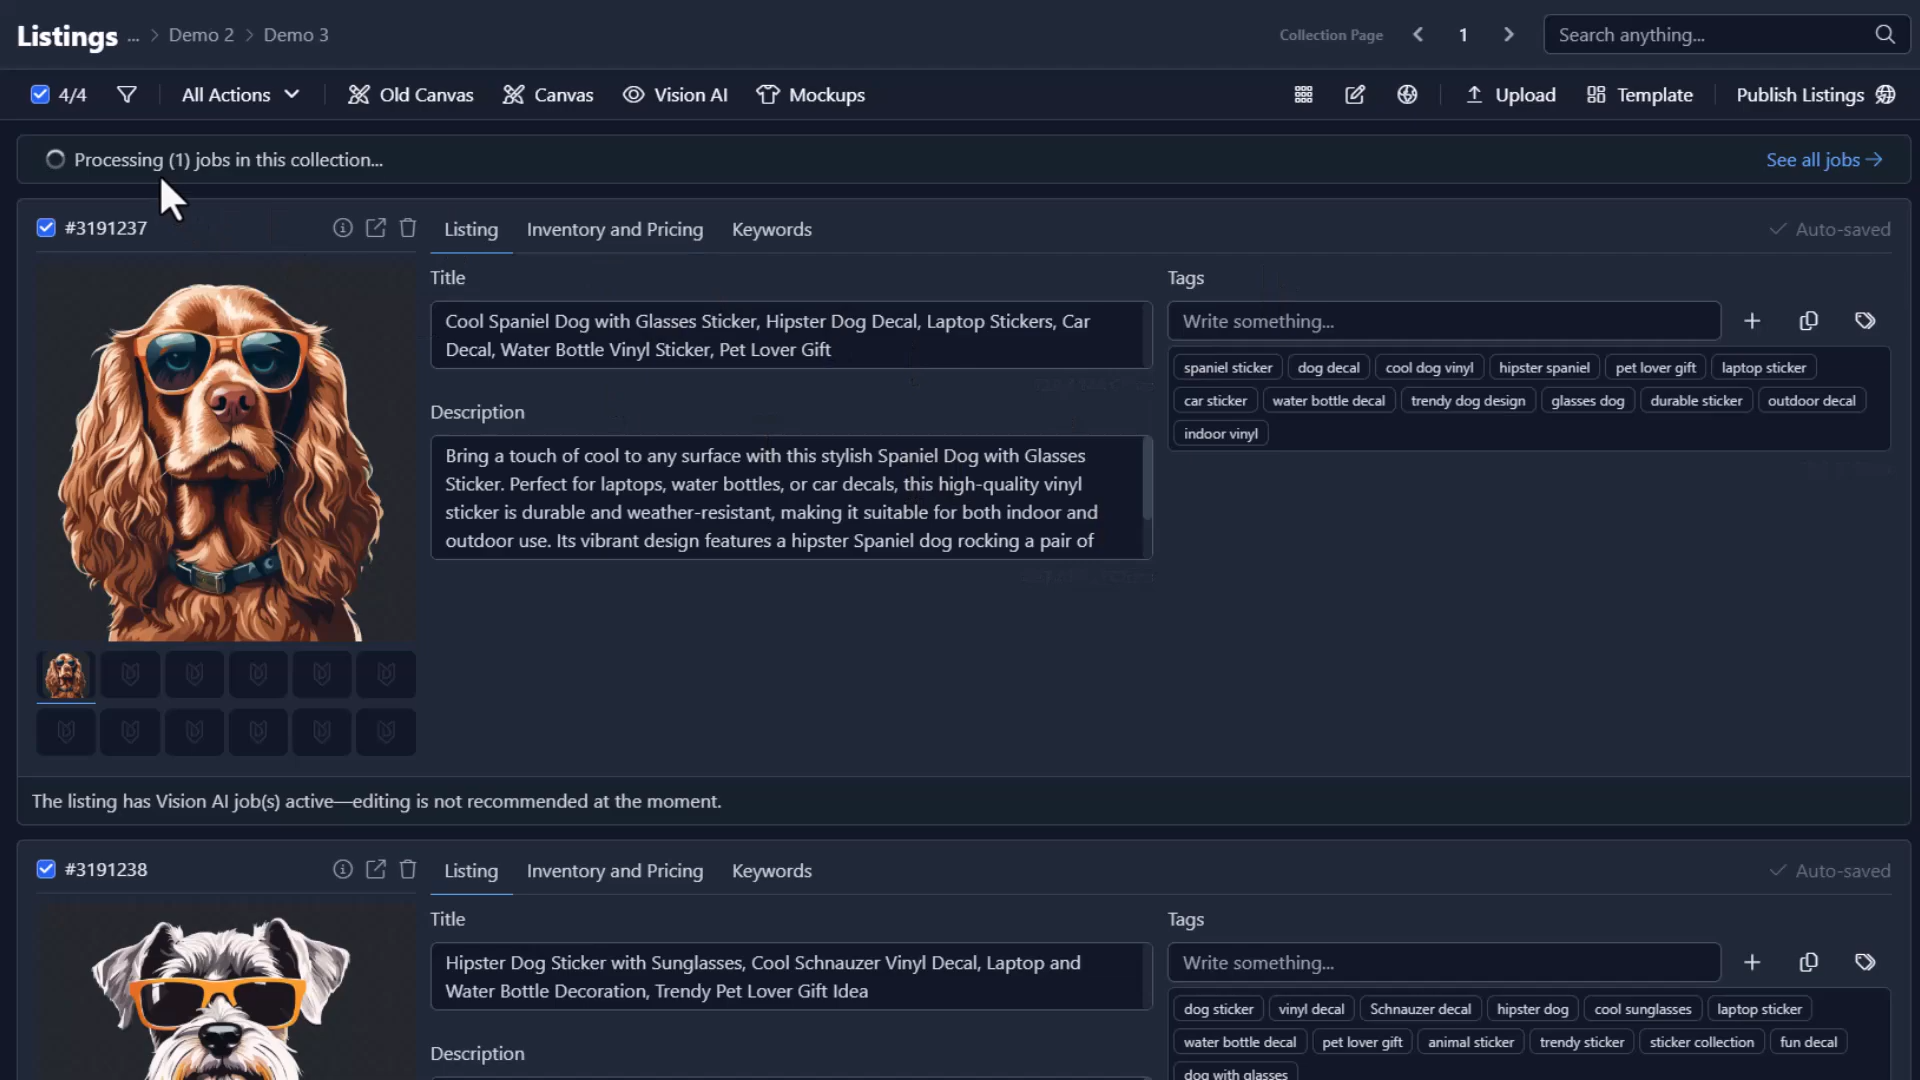 Listings ... > Demo 2 > Demo 3
Collection Page < 1 > Search anything...
4/4 All Actions Old Canvas Canvas Vision AI Mockups
Upload Template Publish Listings
Processing (1) jobs in this collection...
See all jobs
#3191237
Listing Inventory and Pricing Keywords
Auto-saved
Title
Cool Spaniel Dog with Glasses Sticker, Hipster Dog Decal, Laptop Stickers, Car
Decal, Water Bottle Vinyl Sticker, Pet Lover Gift
Description
Bring a touch of cool to any surface with this stylish Spaniel Dog with Glasses
Sticker. Perfect for laptops, water bottles, or car decals, this high-quality vinyl
sticker is durable and weather-resistant, making it suitable for both indoor and
outdoor use. Its vibrant design features a hipster Spaniel dog rocking a pair of
Tags
Write something...
spaniel sticker dog decal cool dog vinyl hipster spaniel pet lover gift laptop sticker
car sticker water bottle decal trendy dog design glasses dog durable sticker outdoor decal
indoor vinyl
The listing has Vision AI job(s) active—editing is not recommended at the moment.
#3191238
Listing Inventory and Pricing Keywords
Auto-saved
Title
Hipster Dog Sticker with Sunglasses, Cool Schnauzer Vinyl Decal, Laptop and
Water Bottle Decoration, Trendy Pet Lover Gift Idea
Description
Tags
Write something...
dog sticker vinyl decal Schnauzer decal hipster dog cool sunglasses laptop sticker
water bottle decal pet lover gift animal sticker trendy sticker sticker collection fun decal
dog with glasses